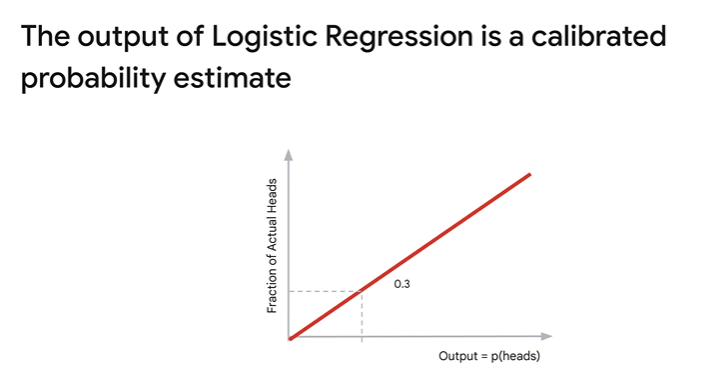 The output of Logistic Regression is a calibrated
probability estimate
Fraction of Actual Heads
0.3
Output = p(heads)